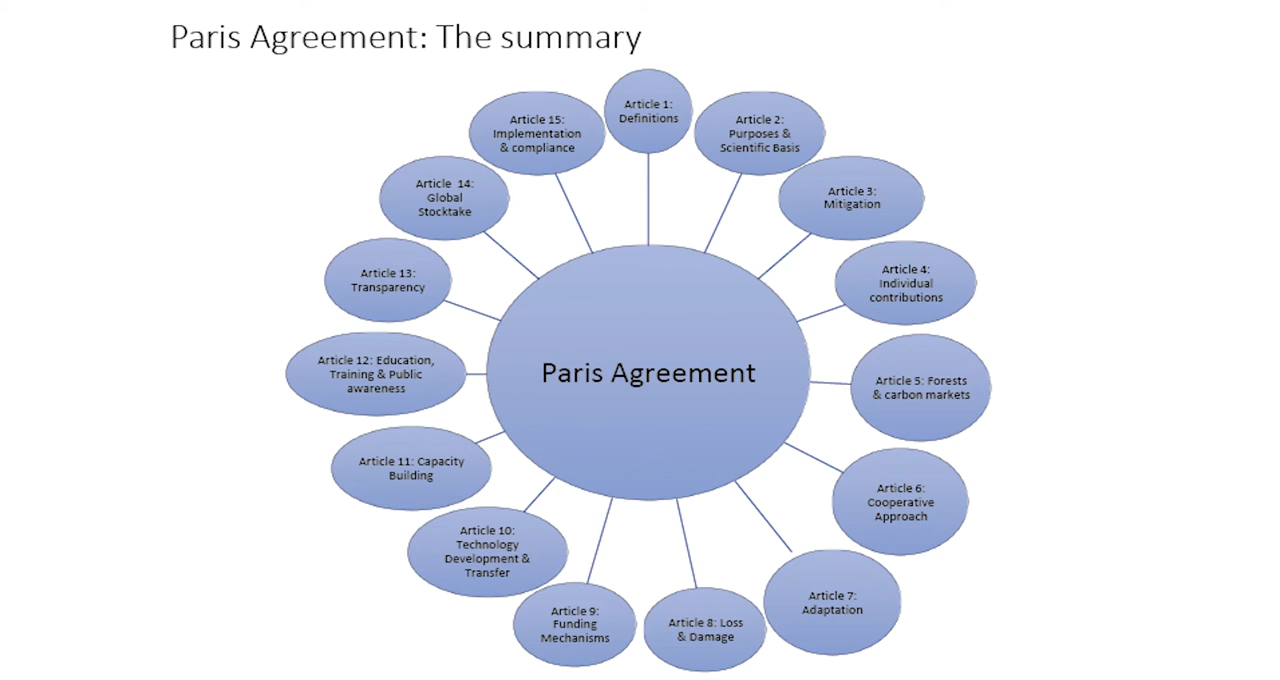 Paris Agreement: The summary
Article 1:
Definitions
Article 2:
Purposes &
Scientific Basis
Article 3:
Mitigation
Article 4:
Individual
contributions
Article 5: Forests
& carbon markets
Article 6:
Cooperative
Approach
Article 7:
Adaptation
Article 8: Loss
& Damage
Article 9:
Funding
Mechanisms
Article 10:
Technology
Development &
Transfer
Article 11: Capacity
Building
Article 12: Education,
Training & Public
awareness
Article 13:
Transparency
Article 14:
Global
Stocktake
Article 15:
Implementation
& compliance
Paris Agreement